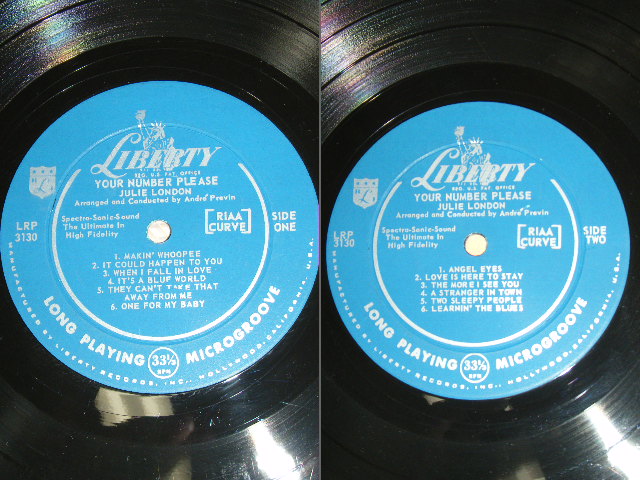 LIBERTY
REG. U.S. PAT. OFFICE
YOUR NUMBER PLEASE
JULIE LONDON
Arranged and Conducted by André Previn
LRP
3130
Spectra-Sonic-Sound
The Ultimate In
High Fidelity
RIAA
CURVE
SIDE
ONE
1. MAKIN' WHOOPEE
2. IT COULD HAPPEN TO YOU
3. WHEN I FALL IN LOVE
4. IT'S A BLUE WORLD
5. THEY CAN'T TAKE THAT
AWAY FROM ME
6. ONE FOR MY BABY
LONG PLAYING 33⅓ RPM MICROGROOVE
MANUFACTURED BY LIBERTY RECORDS, INC., HOLLYWOOD, CALIFORNIA, U.S.A.
LIBERTY
REG. U.S. PAT. OFFICE
YOUR NUMBER PLEASE
JULIE LONDON
Arranged and Conducted by André Previn
LRP
3130
Spectra-Sonic-Sound
The Ultimate In
High Fidelity
RIAA
CURVE
SIDE
TWO
1. ANGEL EYES
2. LOVE IS HERE TO STAY
3. THE MORE I SEE YOU
4. A STRANGER IN TOWN
5. TWO SLEEPY PEOPLE
6. LEARNIN' THE BLUES
LONG PLAYING 33⅓ RPM MICROGROOVE
MANUFACTURED BY LIBERTY RECORDS, INC., HOLLYWOOD, CALIFORNIA, U.S.A.